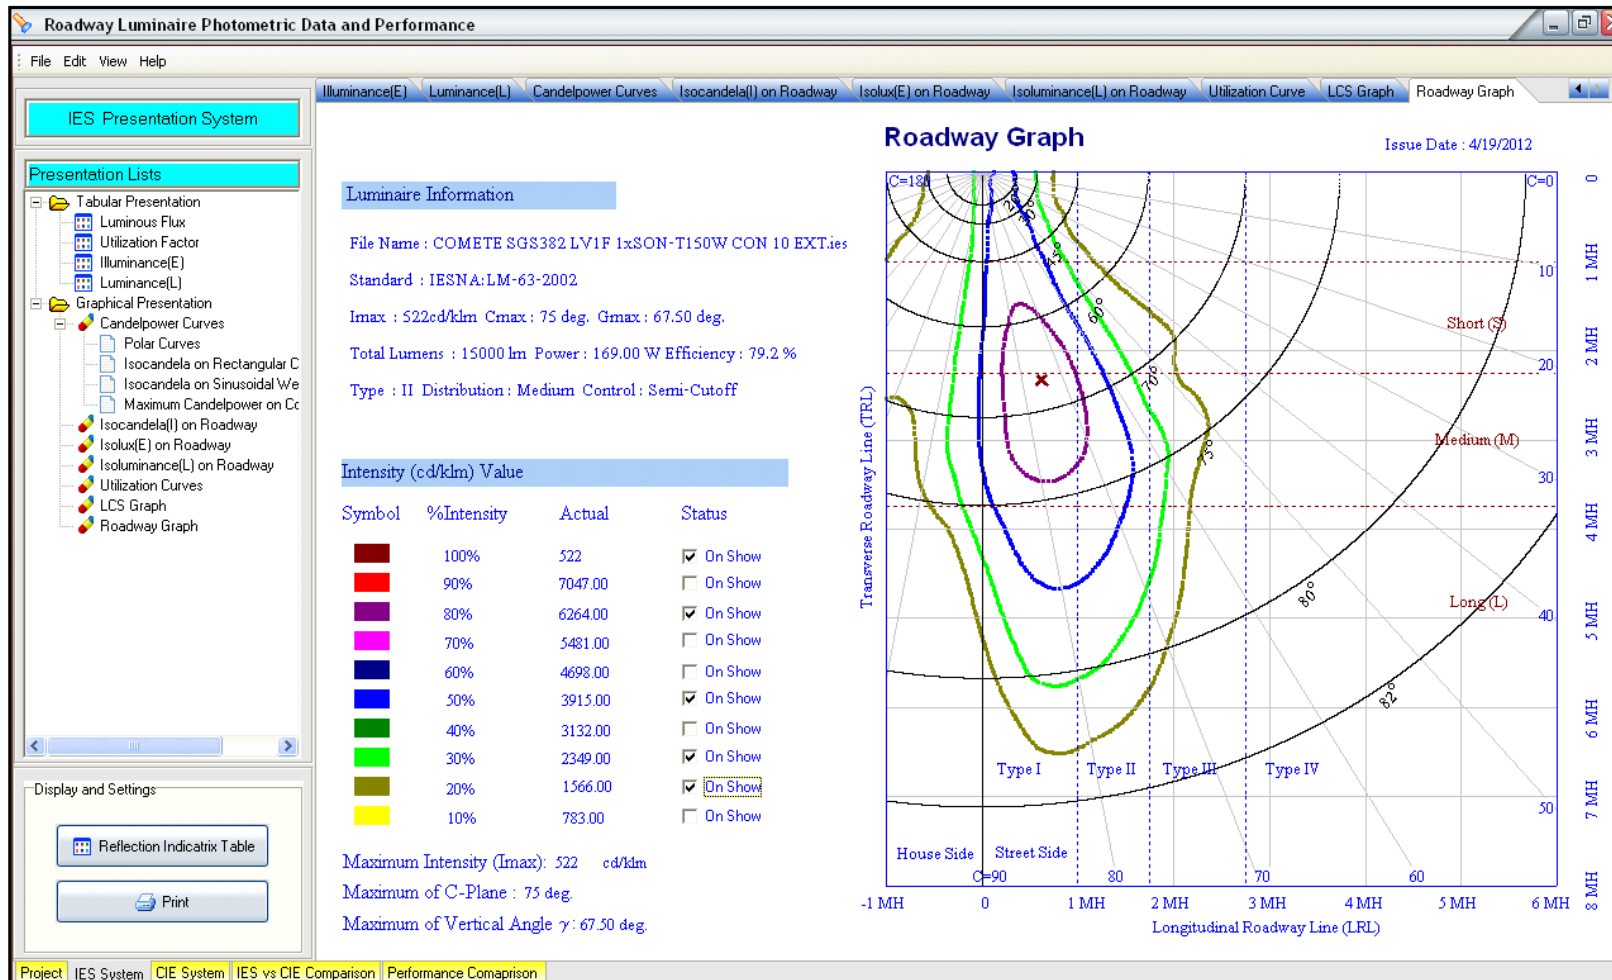 Roadway Luminaire Photometric Data and Performance
File Edit View Help
Illuminance(E) Luminance(L) Candelpower Curves Isocandela(I) on Roadway Isolux(E) on Roadway Isoluminance(L) on Roadway Utilization Curve LCS Graph Roadway Graph
IES Presentation System
Presentation Lists
Tabular Presentation
Luminous Flux
Utilization Factor
Illuminance(E)
Luminance(L)
Graphical Presentation
Candelpower Curves
Polar Curves
Isocandela on Rectangular C
Isocandela on Sinusoidal We
Maximum Candelpower on Co
Isocandela(I) on Roadway
Isolux(E) on Roadway
Isoluminance(L) on Roadway
Utilization Curves
LCS Graph
Roadway Graph
Display and Settings
Reflection Indicatrix Table
Print
Luminaire Information
File Name : COMETE SGS382 LV1F 1xSON-T150W CON 10 EXT.ies
Standard : IESNA:LM-63-2002
Imax : 522cd/klm Cmax : 75 deg. Gmax : 67.50 deg.
Total Lumens : 15000 lm Power : 169.00 W Efficiency : 79.2 %
Type : II Distribution : Medium Control : Semi-Cutoff
Intensity (cd/klm) Value
Symbol %Intensity Actual Status
100% 522 On Show
90% 7047.00 On Show
80% 6264.00 On Show
70% 5481.00 On Show
60% 4698.00 On Show
50% 3915.00 On Show
40% 3132.00 On Show
30% 2349.00 On Show
20% 1566.00 On Show
10% 783.00 On Show
Maximum Intensity (Imax): 522 cd/klm
Maximum of C-Plane : 75 deg.
Maximum of Vertical Angle γ : 67.50 deg.
Roadway Graph
Issue Date : 4/19/2012
C=180 C=0
45°
60°
70°
75°
80°
82°
10
20
30
40
50
Short (S)
Medium (M)
Long (L)
Type I Type II Type III Type IV
House Side Street Side
C=90 80 70 60
-1 MH 0 1 MH 2 MH 3 MH 4 MH 5 MH 6 MH
Longitudinal Roadway Line (LRL)
Transverse Roadway Line (TRL)
0
1 MH
2 MH
3 MH
4 MH
5 MH
6 MH
7 MH
8 MH
Project IES System CIE System IES vs CIE Comparison Performance Comaprison